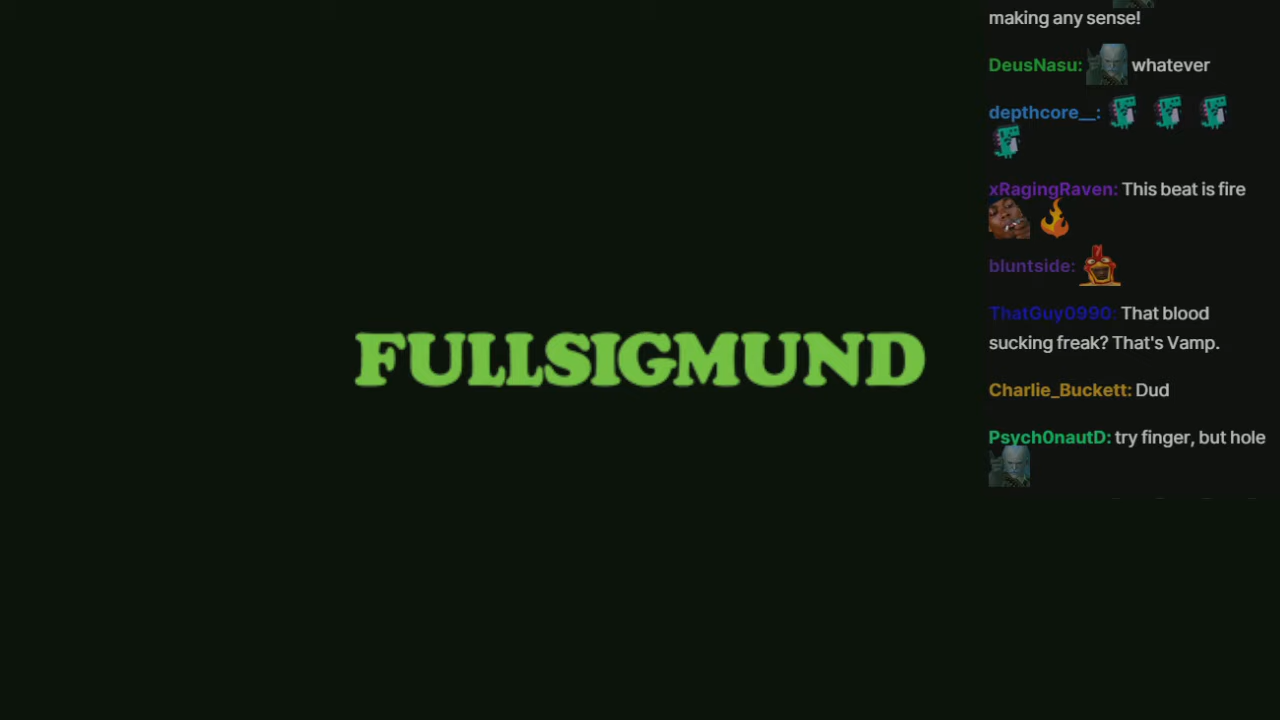 making any sense!
DeusNasu: whatever
depthcore__:
xRagingRaven: This beat is fire
bluntside:
ThatGuy0990: That blood
sucking freak? That's Vamp.
Charlie_Buckett: Dud
Psych0nautD: try finger, but hole
FULLSIGMUND